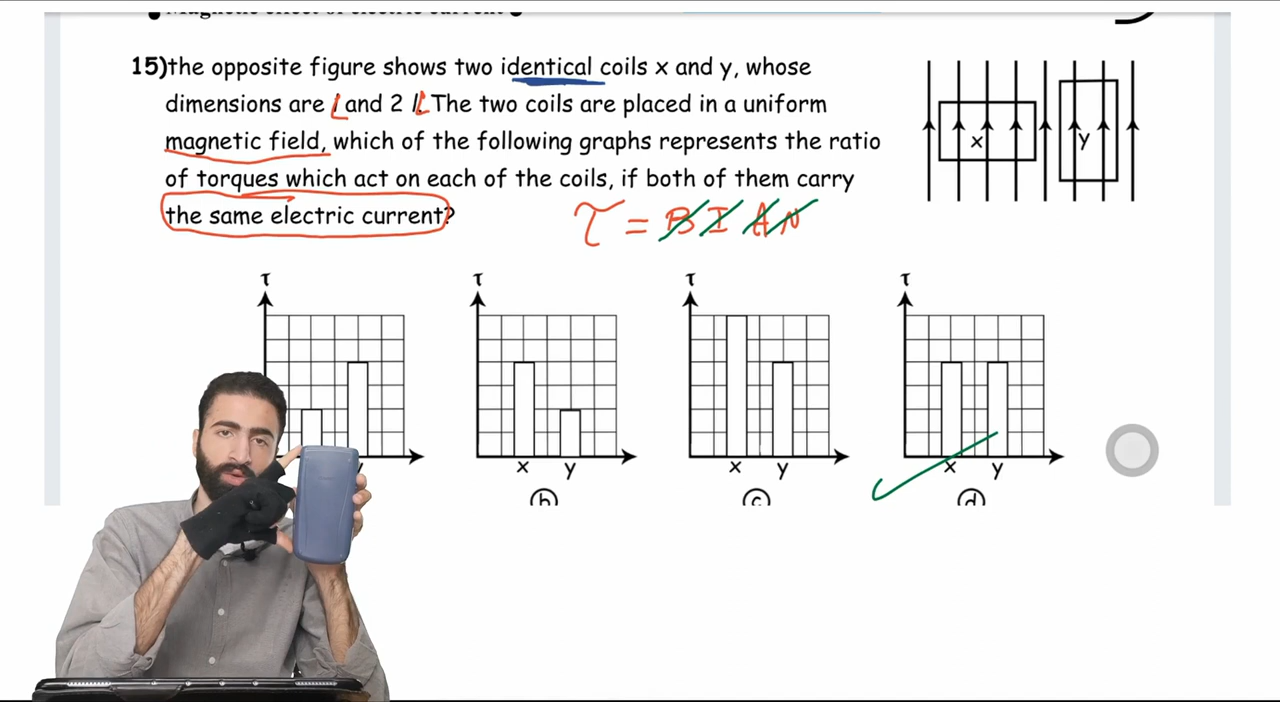 15)the opposite figure shows two identical coils x and y, whose
dimensions are l and 2 l. The two coils are placed in a uniform
magnetic field, which of the following graphs represents the ratio
of torques which act on each of the coils, if both of them carry
the same electric current?
τ = B I A N
x
y
τ
τ
τ
τ
x y
x y
x y
b
c
d